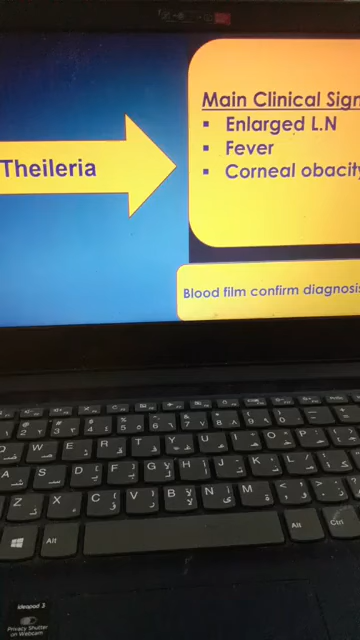 Main Clinical Sign
▪ Enlarged L.N
▪ Fever
Theileria
▪ Corneal obacity
Blood film confirm diagnosis
Q W E R T Y U I O P
A S D F G H J K L
Z X C V B N M
Alt Alt Ctrl
ideapad 3
Privacy Shutter
on Webcam